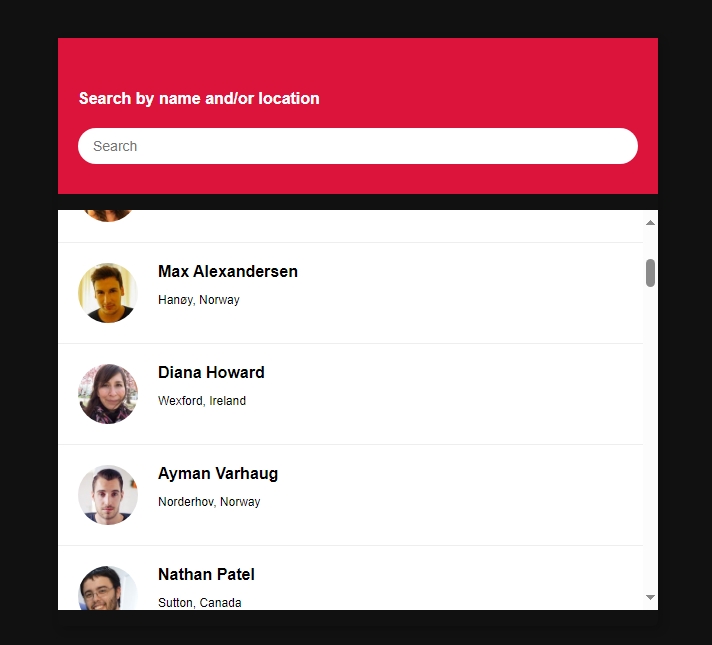 Search by name and/or location
Search
Max Alexandersen
Hanøy, Norway
Diana Howard
Wexford, Ireland
Ayman Varhaug
Norderhov, Norway
Nathan Patel
Sutton, Canada